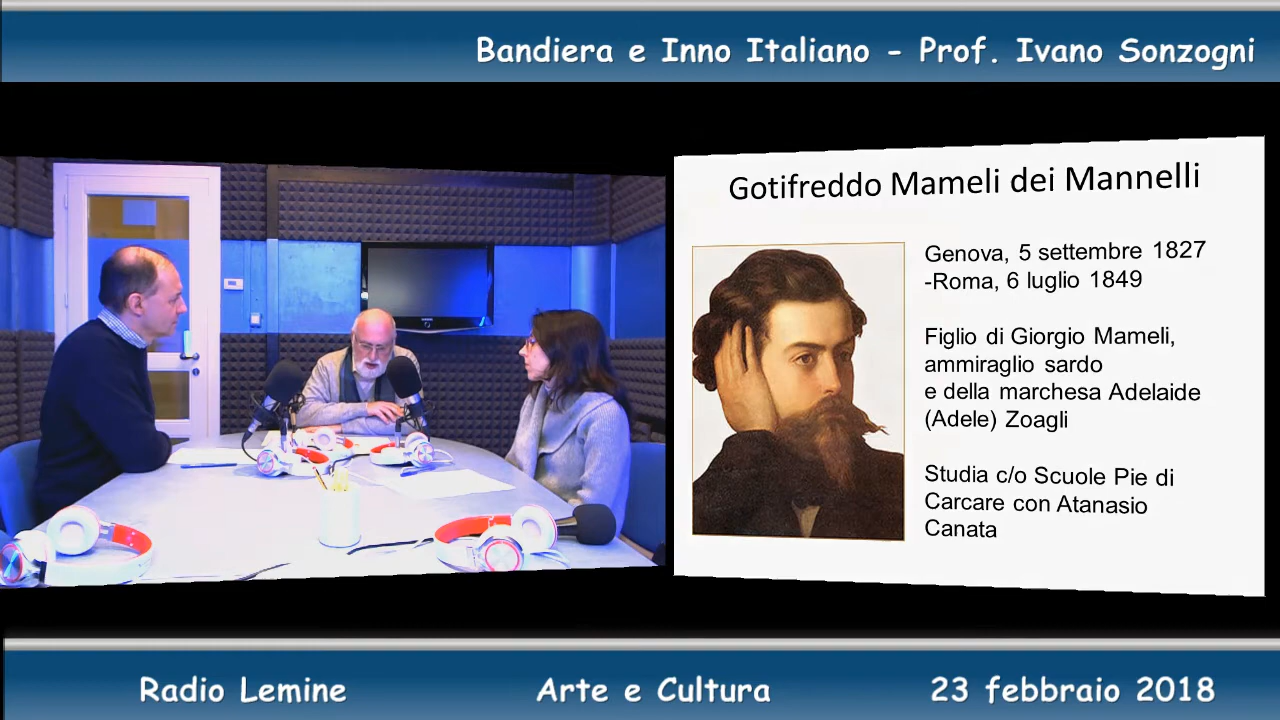 Bandiera e Inno Italiano - Prof. Ivano Sonzogni
Gotifreddo Mameli dei Mannelli
Genova, 5 settembre 1827
-Roma, 6 luglio 1849
Figlio di Giorgio Mameli,
ammiraglio sardo
e della marchesa Adelaide
(Adele) Zoagli
Studia c/o Scuole Pie di
Carcare con Atanasio
Canata
Radio Lemine
Arte e Cultura
23 febbraio 2018